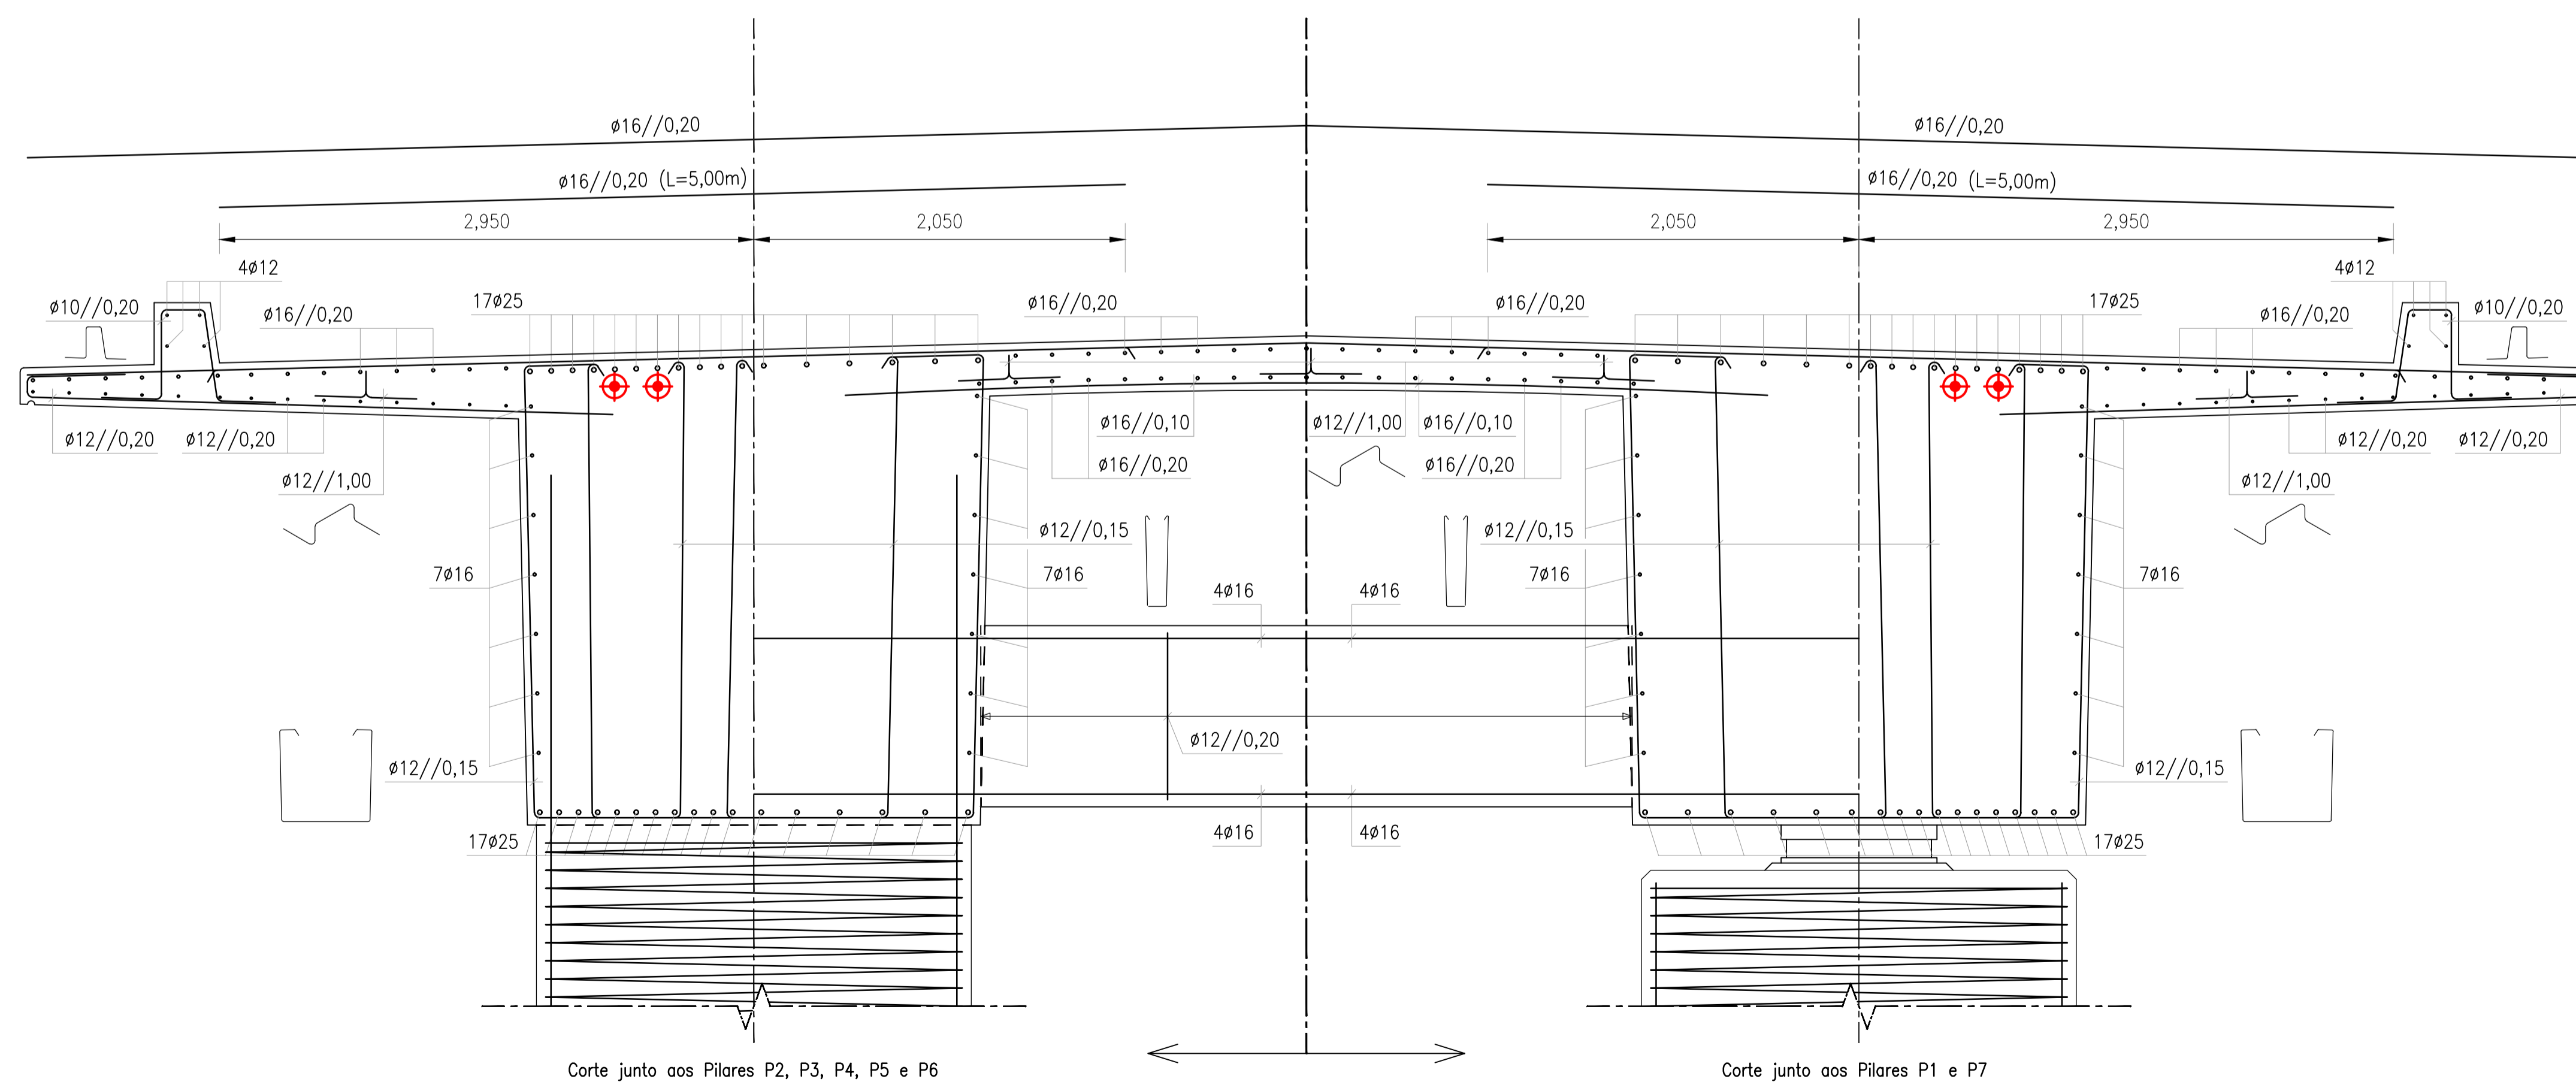 ø16//0,20 ø16//0,20
ø16//0,20 (L=5,00m) ø16//0,20 (L=5,00m)
2,950 2,050 2,050 2,950
4ø12 4ø12
ø10//0,20 ø16//0,20 17ø25 ø16//0,20 ø16//0,20 17ø25 ø16//0,20 ø10//0,20
ø16//0,10 ø12//1,00 ø16//0,10
ø12//0,20 ø12//0,20 ø12//0,20 ø12//0,20
ø16//0,20 ø16//0,20
ø12//1,00 ø12//1,00
ø12//0,15 ø12//0,15
7ø16 7ø16 7ø16 7ø16
4ø16 4ø16
ø12//0,20
ø12//0,15 ø12//0,15
4ø16 4ø16
17ø25 17ø25
Corte junto aos Pilares P2, P3, P4, P5 e P6 Corte junto aos Pilares P1 e P7